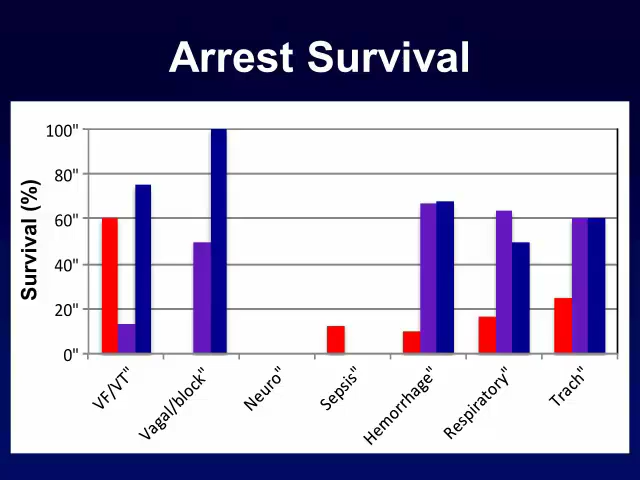 Arrest Survival
Survival (%)
100"
80"
60"
40"
20"
0"
VF/VT"
Vagal/block"
Neuro"
Sepsis"
Hemorrhage"
Respiratory"
Trach"